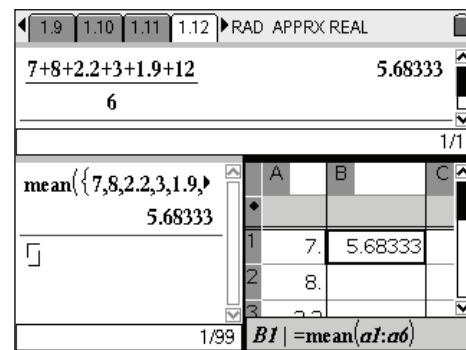 1.9 1.10 1.11 1.12 RAD APPRX REAL
7+8+2.2+3+1.9+12
6
5.68333
1/1
mean({7,8,2.2,3,1.9,
5.68333
1/99
A B C
1 7. 5.68333
2 8.
3 2.2
B1 =mean(a1:a6)